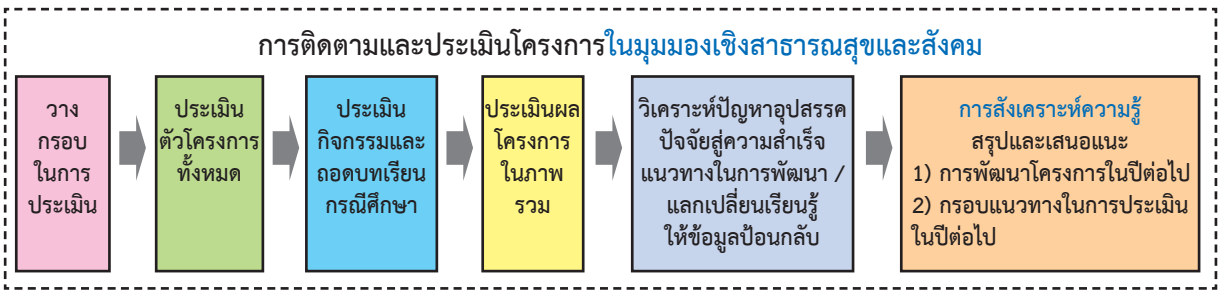 การติดตามและประเมินโครงการในมุมมองเชิงสาธารณสุขและสังคม
วาง
กรอบ
ในการ
ประเมิน
ประเมิน
ตัวโครงการ
ทั้งหมด
ประเมิน
กิจกรรมและ
ถอดบทเรียน
กรณีศึกษา
ประเมินผล
โครงการ
ในภาพ
รวม
วิเคราะห์ปัญหาอุปสรรค
ปัจจัยสู่ความสำเร็จ
แนวทางในการพัฒนา /
แลกเปลี่ยนเรียนรู้
ให้ข้อมูลป้อนกลับ
การสังเคราะห์ความรู้
สรุปและเสนอแนะ
1) การพัฒนาโครงการในปีต่อไป
2) กรอบแนวทางในการประเมิน
ในปีต่อไป